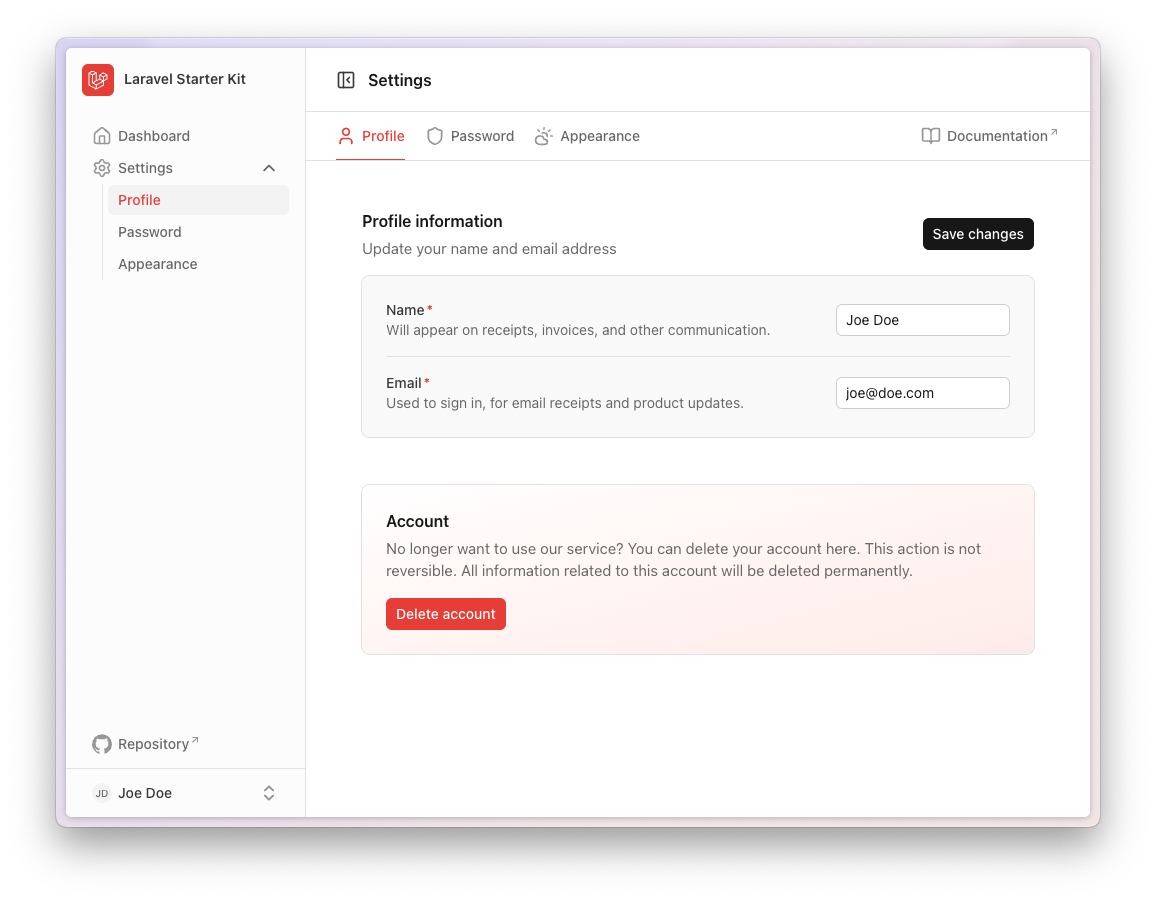 Laravel Starter Kit
Dashboard
Settings
Profile
Password
Appearance
Repository
JD Joe Doe
Settings
Profile Password Appearance Documentation
Profile information
Update your name and email address
Save changes
Name*
Will appear on receipts, invoices, and other communication.
Joe Doe
Email*
Used to sign in, for email receipts and product updates.
joe@doe.com
Account
No longer want to use our service? You can delete your account here. This action is not
reversible. All information related to this account will be deleted permanently.
Delete account